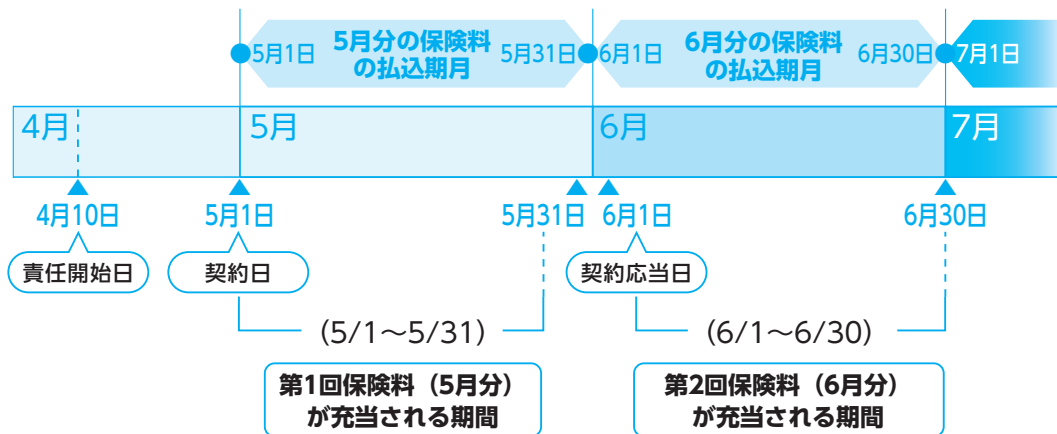 5月1日
5月分の保険料
の払込期月
5月31日
6月1日
6月分の保険料
の払込期月
6月30日
7月1日
4月
5月
6月
7月
4月10日
5月1日
5月31日
6月1日
6月30日
責任開始日
契約日
契約応当日
（5/1〜5/31）
（6/1〜6/30）
第1回保険料（5月分）
が充当される期間
第2回保険料（6月分）
が充当される期間